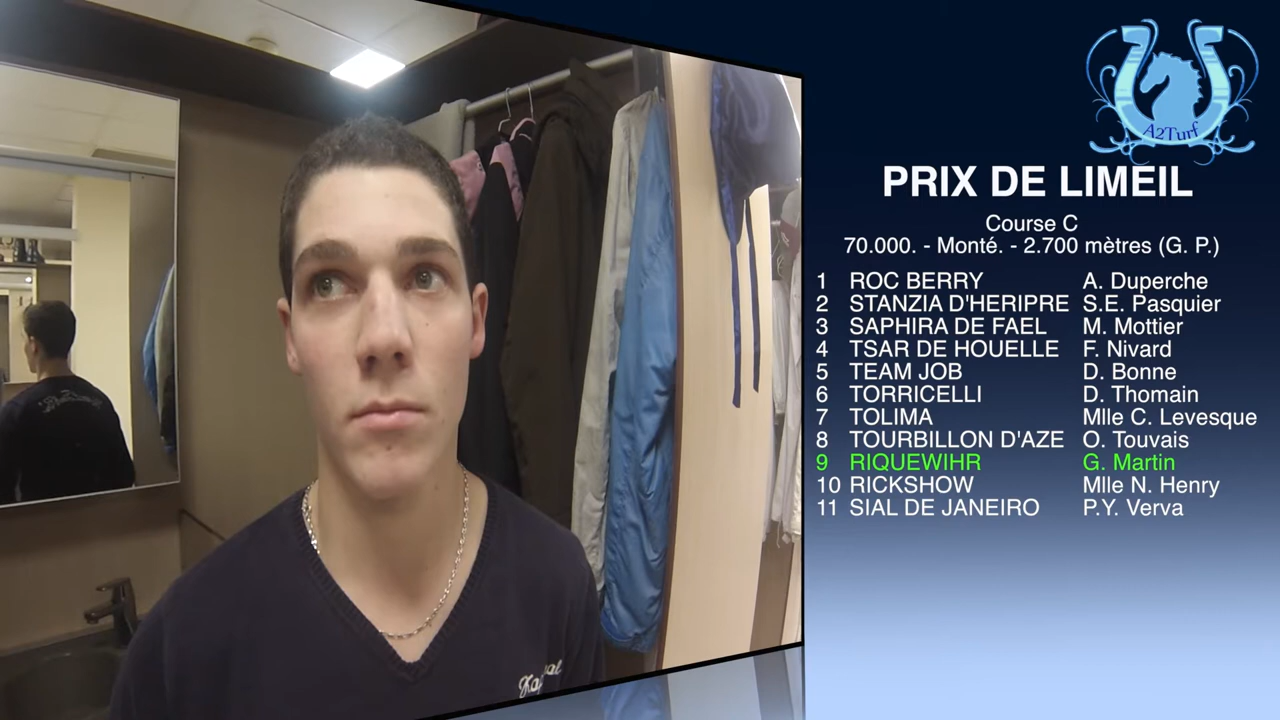 A2Turf
PRIX DE LIMEIL
Course C
70.000. - Monté. - 2.700 mètres (G. P.)
1 ROC BERRY A. Duperche
2 STANZIA D'HERIPRE S.E. Pasquier
3 SAPHIRA DE FAEL M. Mottier
4 TSAR DE HOUELLE F. Nivard
5 TEAM JOB D. Bonne
6 TORRICELLI D. Thomain
7 TOLIMA Mlle C. Levesque
8 TOURBILLON D'AZE O. Touvais
9 RIQUEWIHR G. Martin
10 RICKSHOW Mlle N. Henry
11 SIAL DE JANEIRO P.Y. Verva